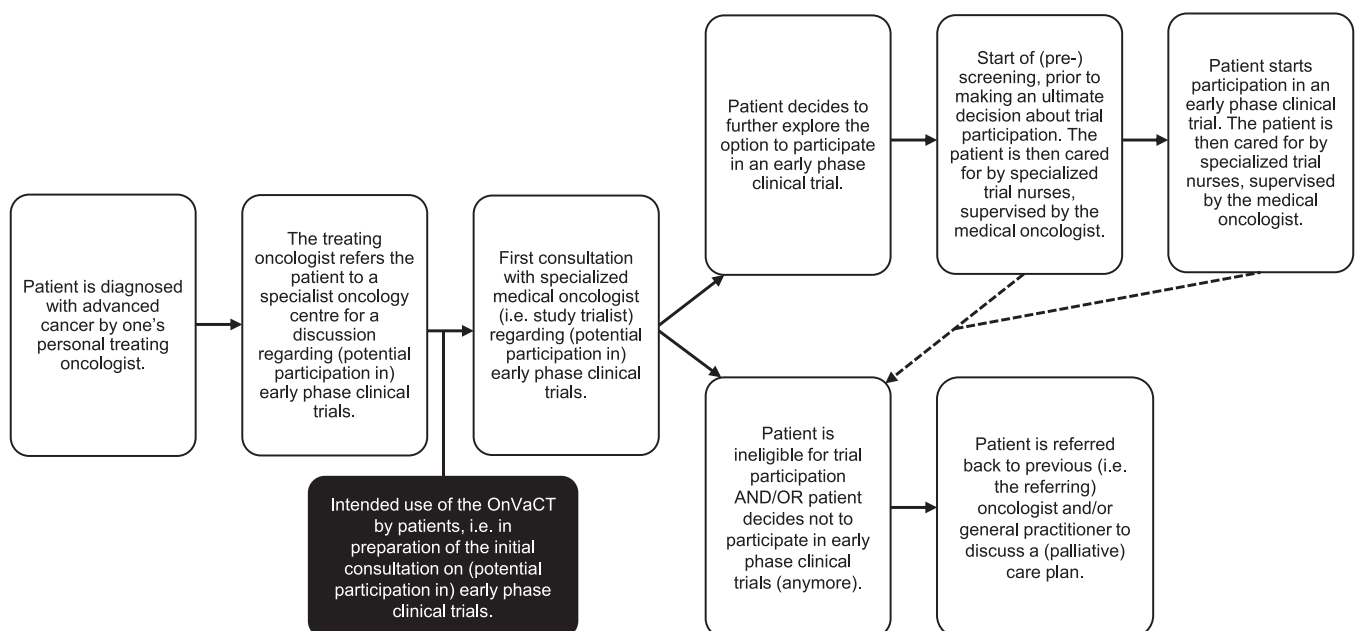 Patient is diagnosed
with advanced
cancer by one's
personal treating
oncologist.
The treating
oncologist refers the
patient to a
specialist oncology
centre for a
discussion
regarding (potential
participation in)
early phase clinical
trials.
Intended use of the OnVaCT
by patients, i.e. in
preparation of the initial
consultation on (potential
participation in) early phase
clinical trials.
First consultation
with specialized
medical oncologist
(i.e. study trialist)
regarding (potential
participation in)
early phase clinical
trials.
Patient decides to
further explore the
option to participate
in an early phase
clinical trial.
Start of (pre-)
screening, prior to
making an ultimate
decision about trial
participation. The
patient is then cared
for by specialized
trial nurses,
supervised by the
medical oncologist.
Patient starts
participation in an
early phase clinical
trial. The patient is
then cared for by
specialized trial
nurses, supervised
by the medical
oncologist.
Patient is
ineligible for trial
participation
AND/OR patient
decides not to
participate in early
phase clinical
trials (anymore).
Patient is referred
back to previous (i.e.
the referring)
oncologist and/or
general practitioner to
discuss a (palliative)
care plan.